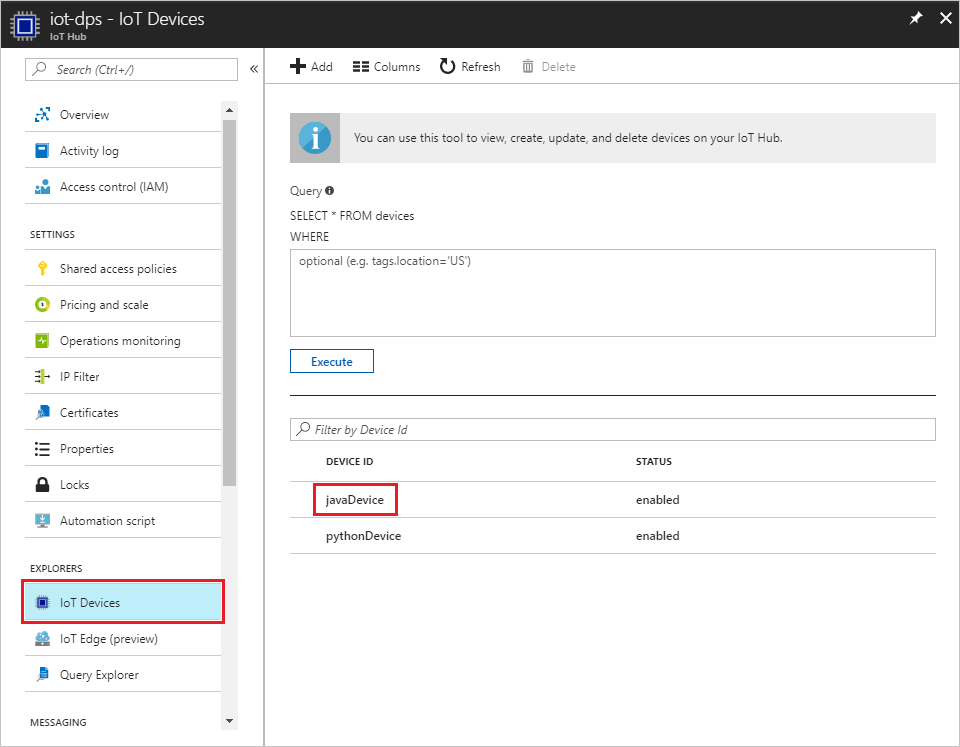 iot-dps - IoT Devices
IoT Hub
Search (Ctrl+/)
Overview
Activity log
Access control (IAM)
SETTINGS
Shared access policies
Pricing and scale
Operations monitoring
IP Filter
Certificates
Properties
Locks
Automation script
EXPLORERS
IoT Devices
IoT Edge (preview)
Query Explorer
MESSAGING
Add Columns Refresh Delete
You can use this tool to view, create, update, and delete devices on your IoT Hub.
Query
SELECT * FROM devices
WHERE
optional (e.g. tags.location='US')
Execute
Filter by Device Id
DEVICE ID STATUS
javaDevice enabled
pythonDevice enabled